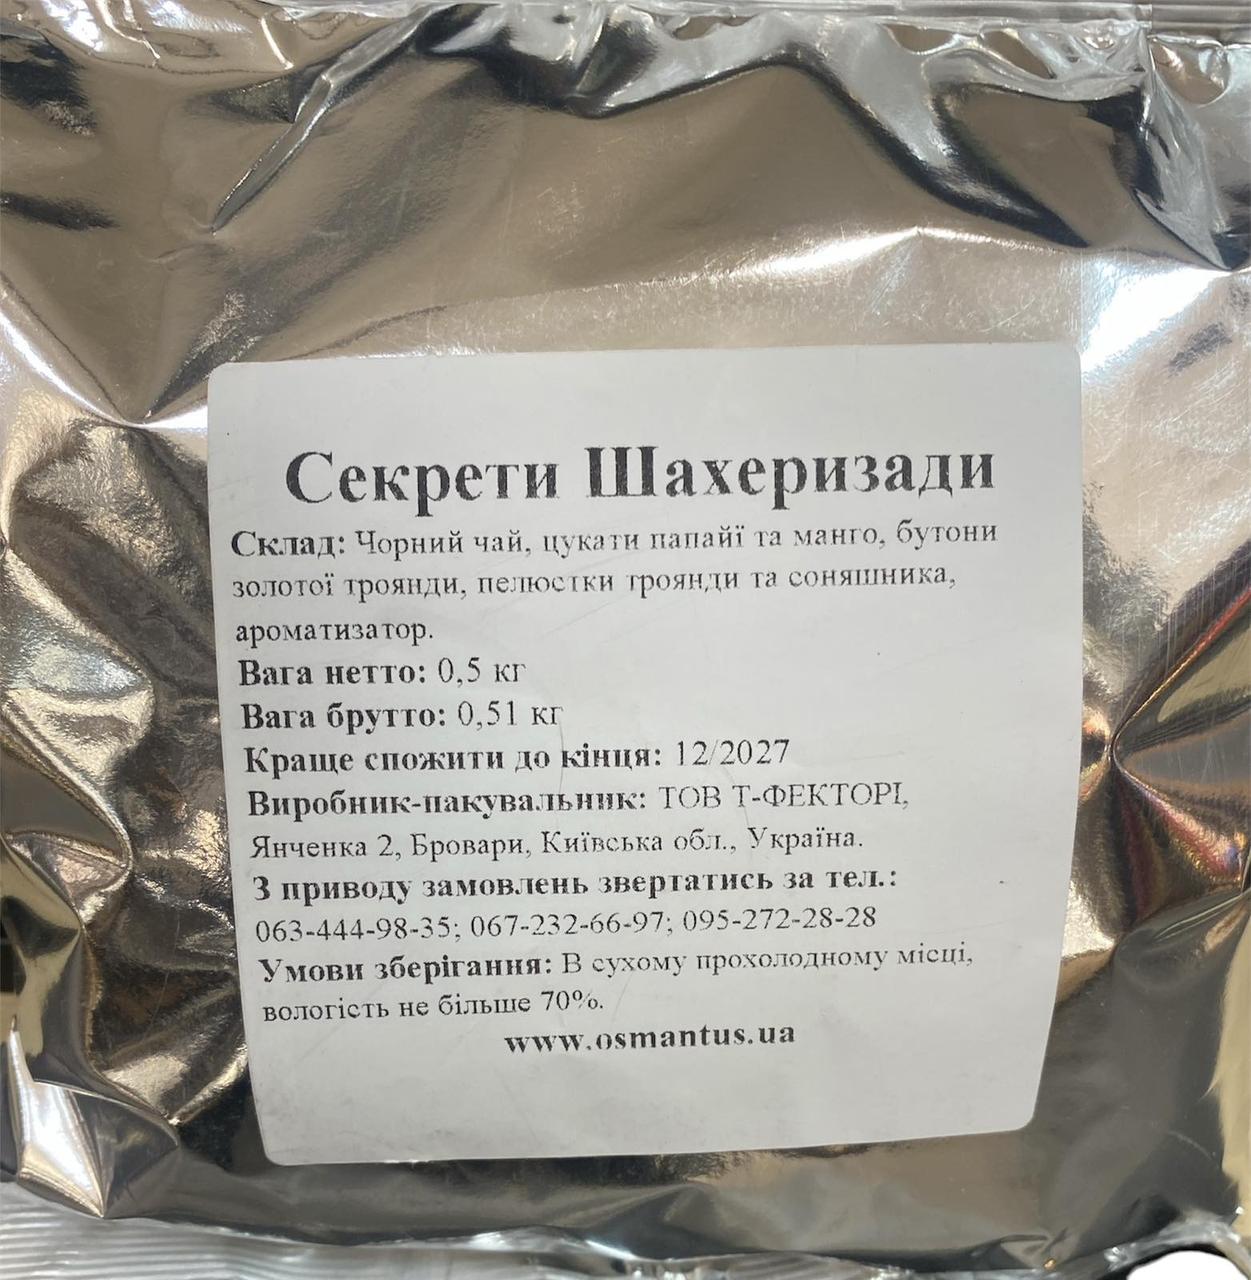 Секрети Шахеризади
Склад: Чорний чай, цукати папайї та манго, бутони
золотої троянди, пелюстки троянди та соняшника,
ароматизатор.
Вага нетто: 0,5 кг
Вага брутто: 0,51 кг
Краще спожити до кінця: 12/2027
Виробник-пакувальник: ТОВ Т-ФЕКТОРІ,
Янченка 2, Бровари, Київська обл., Україна.
З приводу замовлень звертатись за тел.:
063-444-98-35; 067-232-66-97; 095-272-28-28
Умови зберігання: В сухому прохолодному місці,
вологість не більше 70%.
www.osmantus.ua